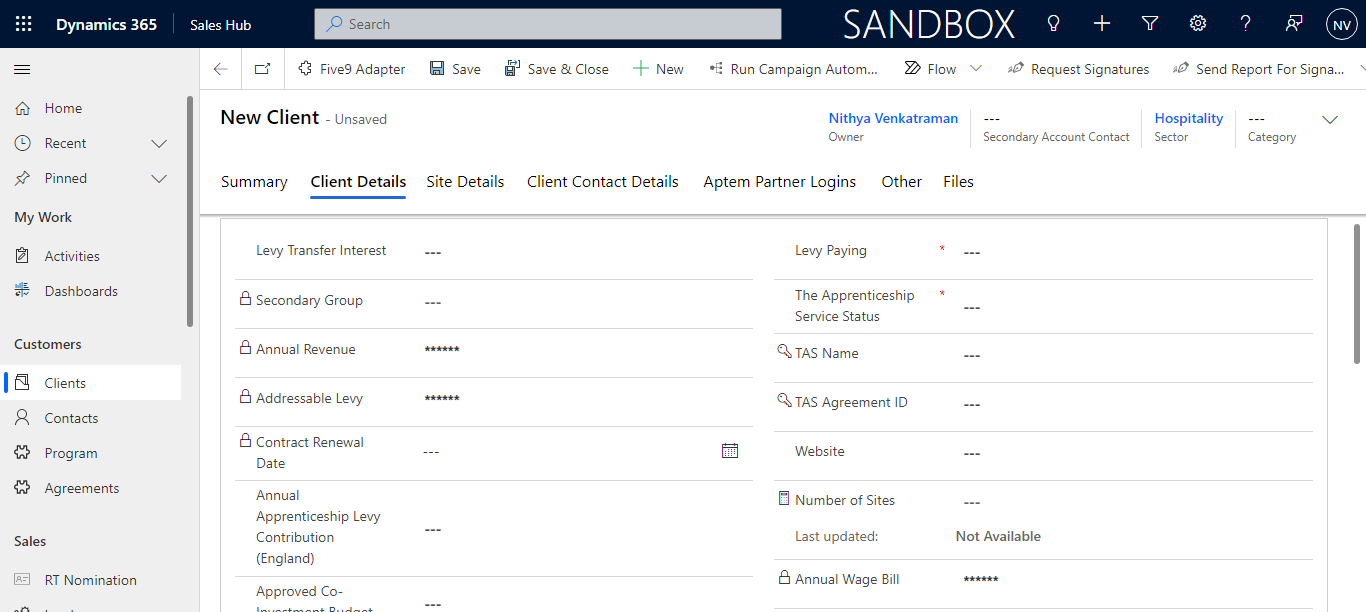 Dynamics 365
Sales Hub
Search
SANDBOX
NV
Five9 Adapter
Save
Save & Close
New
Run Campaign Autom...
Flow
Request Signatures
Send Report For Signa...
Home
Recent
Pinned
My Work
Activities
Dashboards
Customers
Clients
Contacts
Program
Agreements
Sales
RT Nomination
New Client - Unsaved
Nithya Venkatraman
Owner
---
Secondary Account Contact
Hospitality
Sector
---
Category
Summary
Client Details
Site Details
Client Contact Details
Aptem Partner Logins
Other
Files
Levy Transfer Interest
---
Secondary Group
---
Annual Revenue
******
Addressable Levy
******
Contract Renewal
Date
---
Annual
Apprenticeship Levy
Contribution
(England)
---
Approved Co-
Investment Budget
---
Levy Paying
*
---
The Apprenticeship
Service Status
*
---
TAS Name
---
TAS Agreement ID
---
Website
---
Number of Sites
---
Last updated:
Not Available
Annual Wage Bill
******